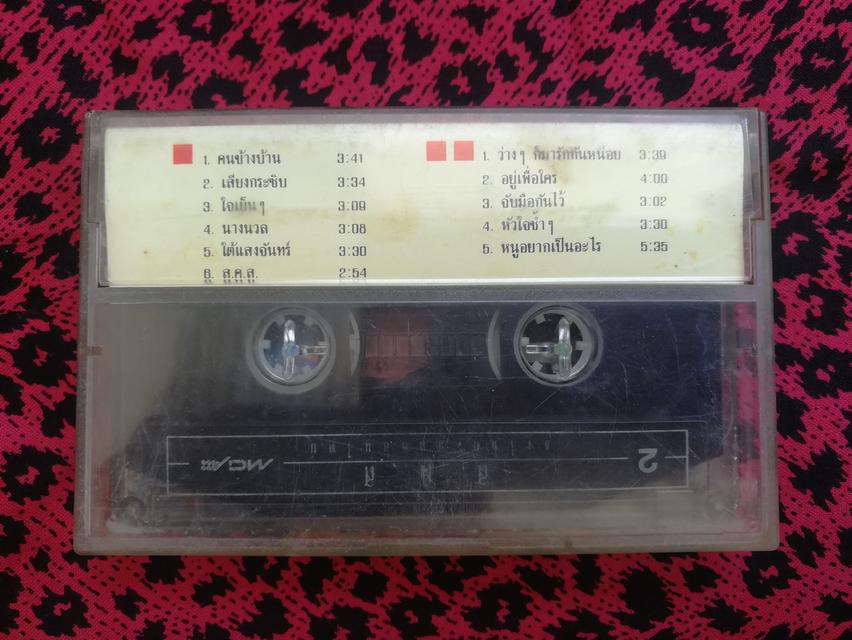 1. คนข้างบ้าน 3:41
2. เสียงกระซิบ 3:34
3. ใจเย็นๆ 3:09
4. นางนวล 3:08
5. ใต้แสงจันทร์ 3:30
6. ส.ค.ส. 2:54
1. ว่างๆ ก็มารักกันหน่อย 3:39
2. อยู่เพื่อใคร 4:00
3. จับมือกันไว้ 3:02
4. หัวใจช้ำๆ 3:30
5. หนูอยากเป็นอะไร 5:35
2